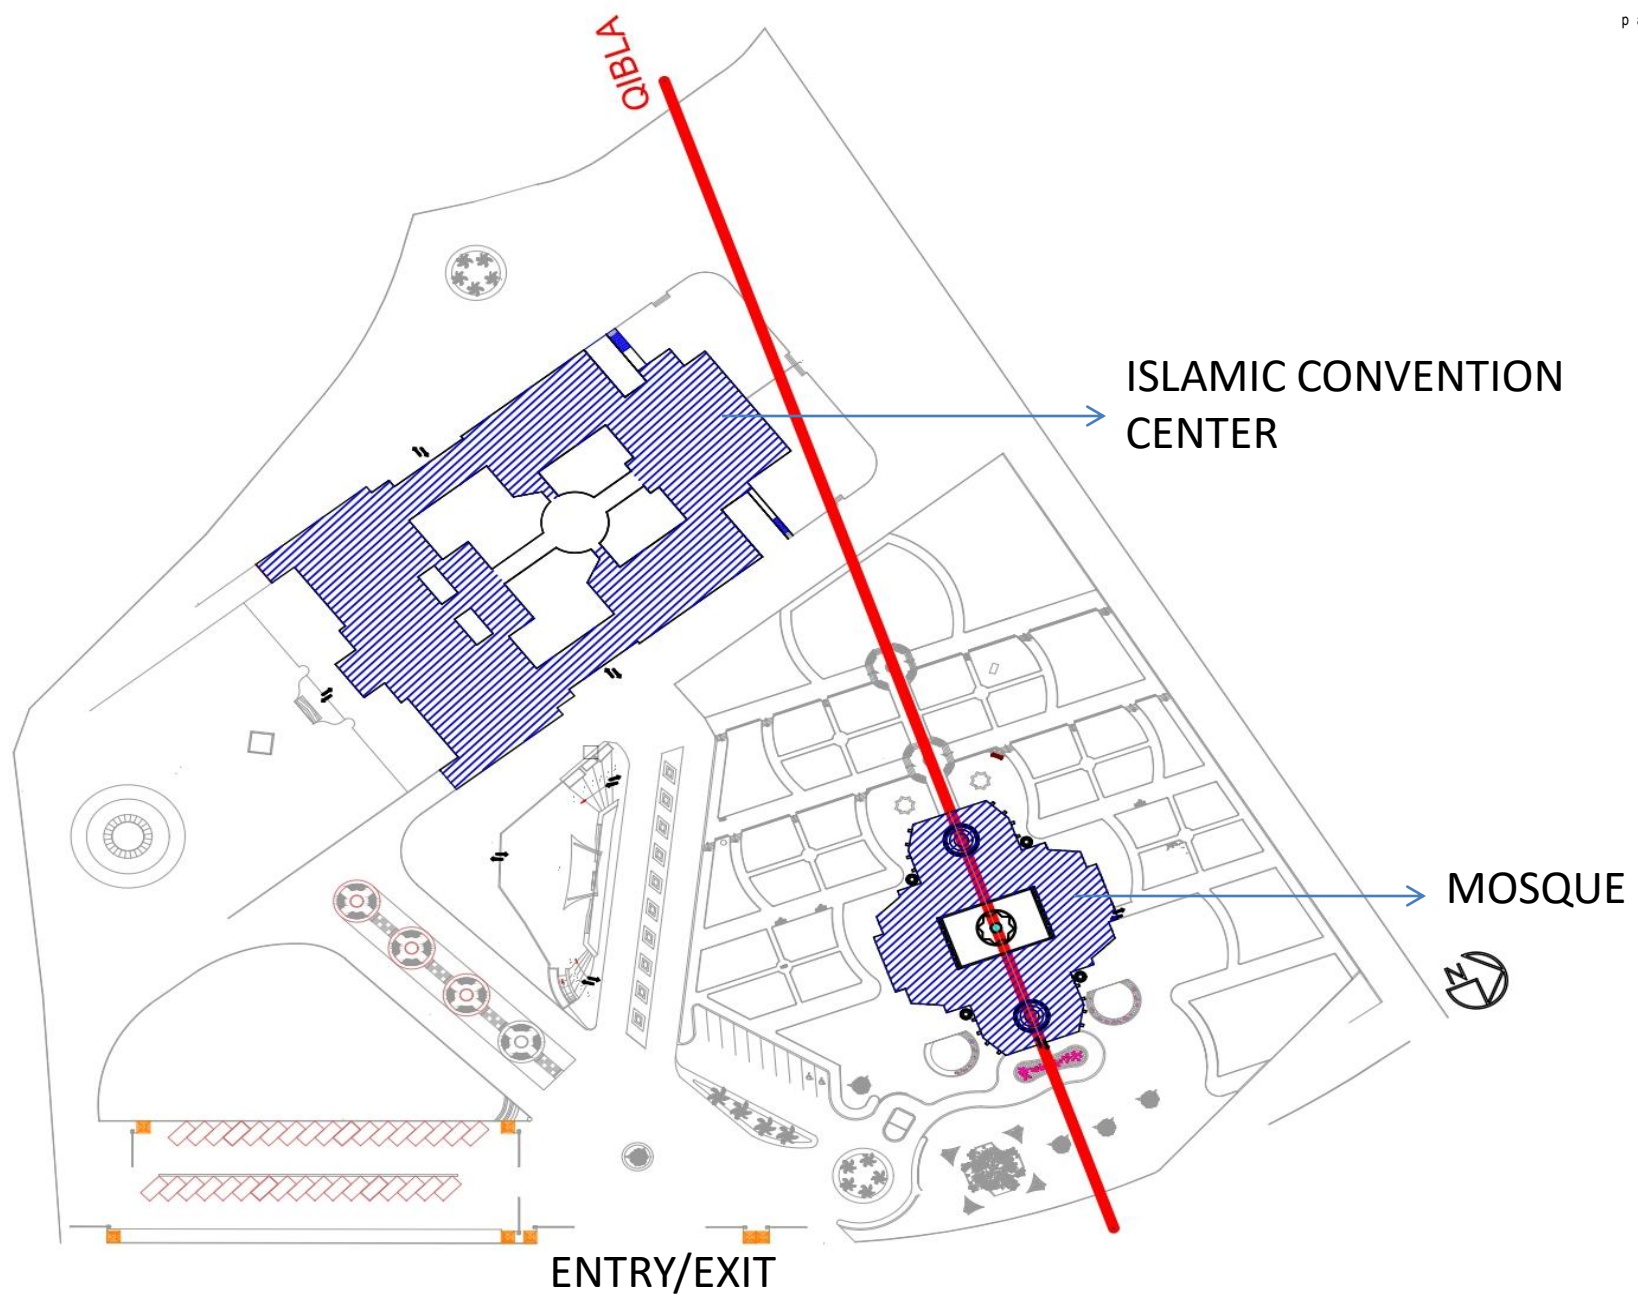 p
QIBLA
ISLAMIC CONVENTION
CENTER
MOSQUE
N
ENTRY/EXIT